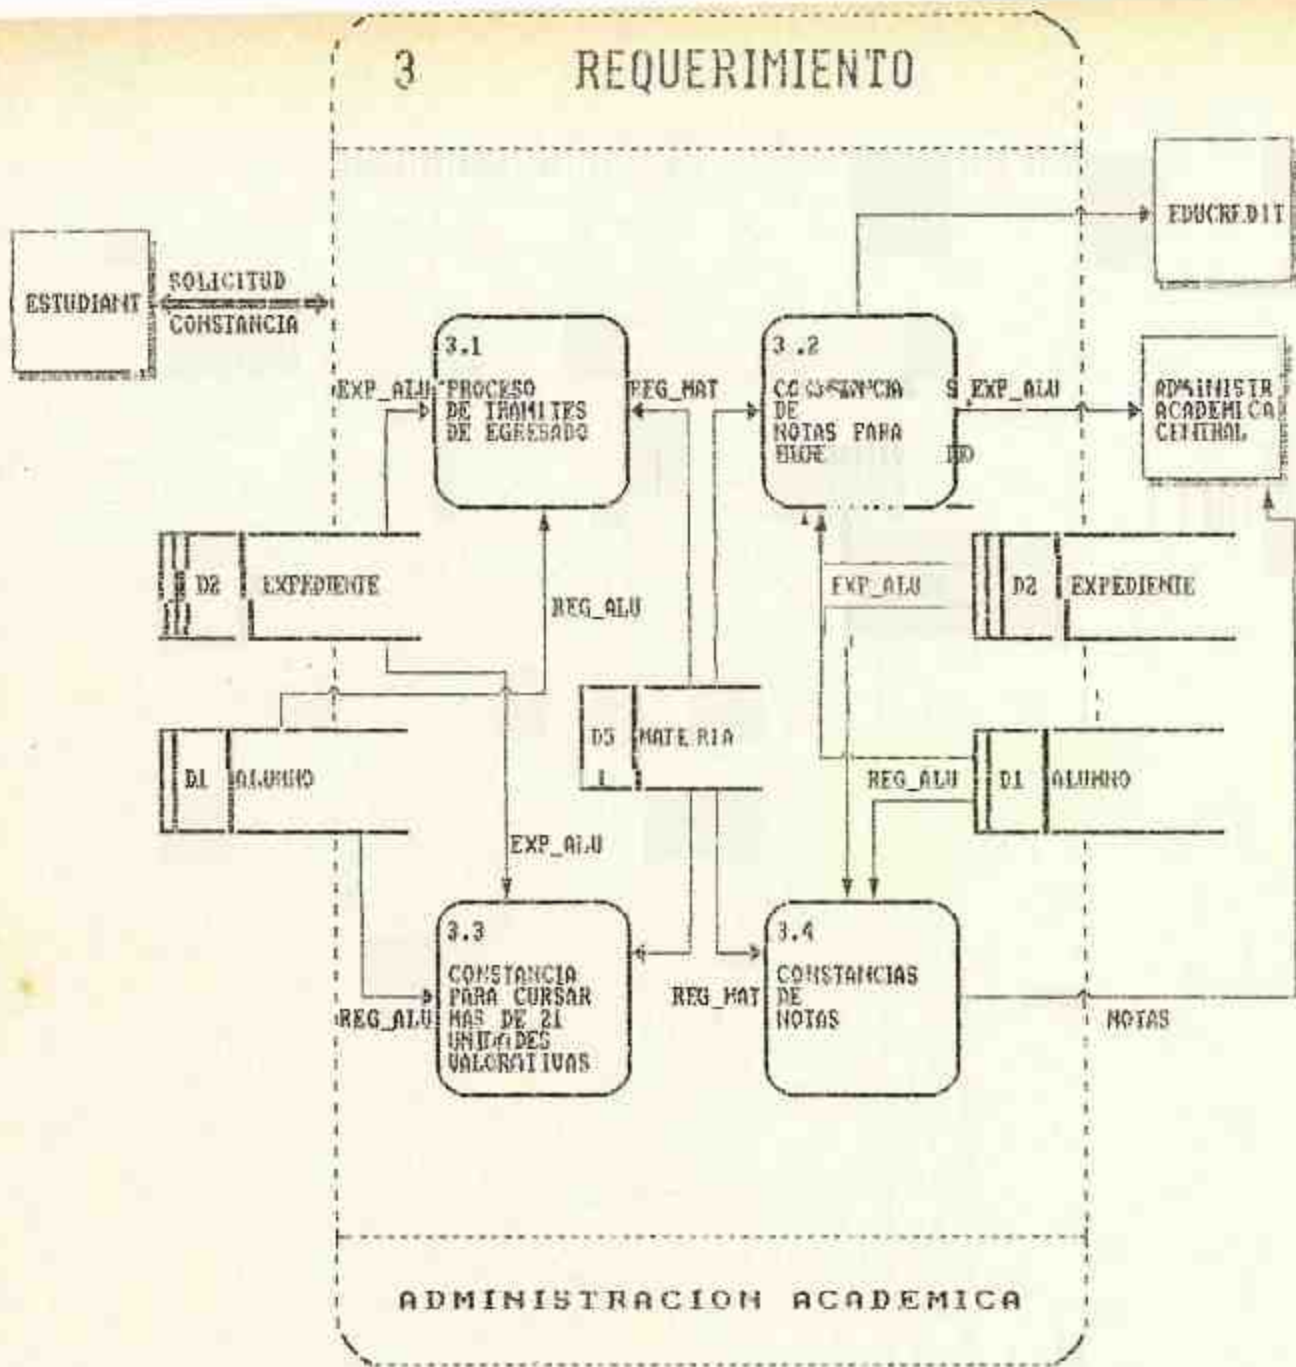 3 REQUERIMIENTO
EDUCREDIT
ESTUDIANT
SOLICITUD
CONSTANCIA
3.1
PROCESO
DE TRAMITES
DE EGRESADO
EXP_ALU
REG_MAT
3.2
DE
NOTAS PARA
EXP_ALU
ADMINISTR
ACADEMICA
CENTRAL
D2 EXPEDIENTE
REG_ALU
EXP_ALU
D2 EXPEDIENTE
D1 ALUMNO
MATERIA
REG_ALU
D1 ALUMNO
EXP_ALU
3.3
CONSTANCIA
PARA CURSAR
MAS DE 21
UNIDADES
VALORATIVAS
REG_ALU
REG_MAT
3.4
CONSTANCIAS
DE
NOTAS
NOTAS
ADMINISTRACION ACADEMICA